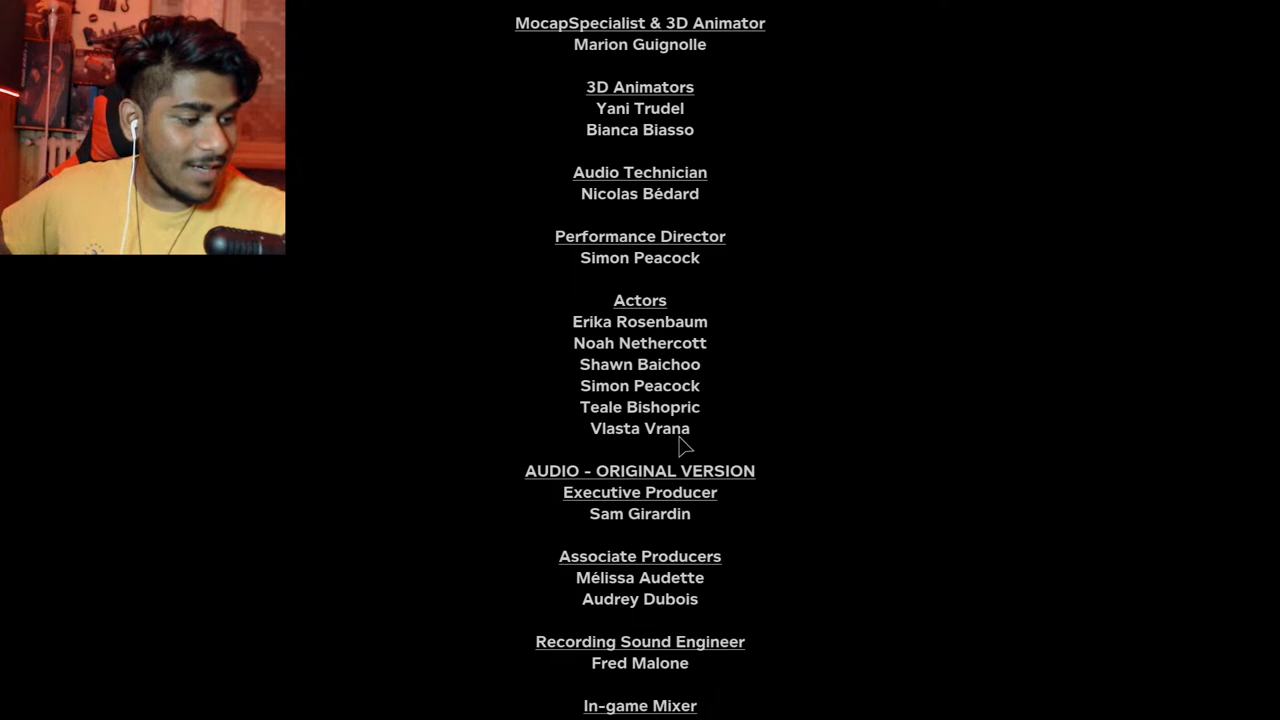 MocapSpecialist & 3D Animator
Marion Guignolle
3D Animators
Yani Trudel
Bianca Biasso
Audio Technician
Nicolas Bédard
Performance Director
Simon Peacock
Actors
Erika Rosenbaum
Noah Nethercott
Shawn Baichoo
Simon Peacock
Teale Bishopric
Vlasta Vrana
AUDIO - ORIGINAL VERSION
Executive Producer
Sam Girardin
Associate Producers
Mélissa Audette
Audrey Dubois
Recording Sound Engineer
Fred Malone
In-game Mixer